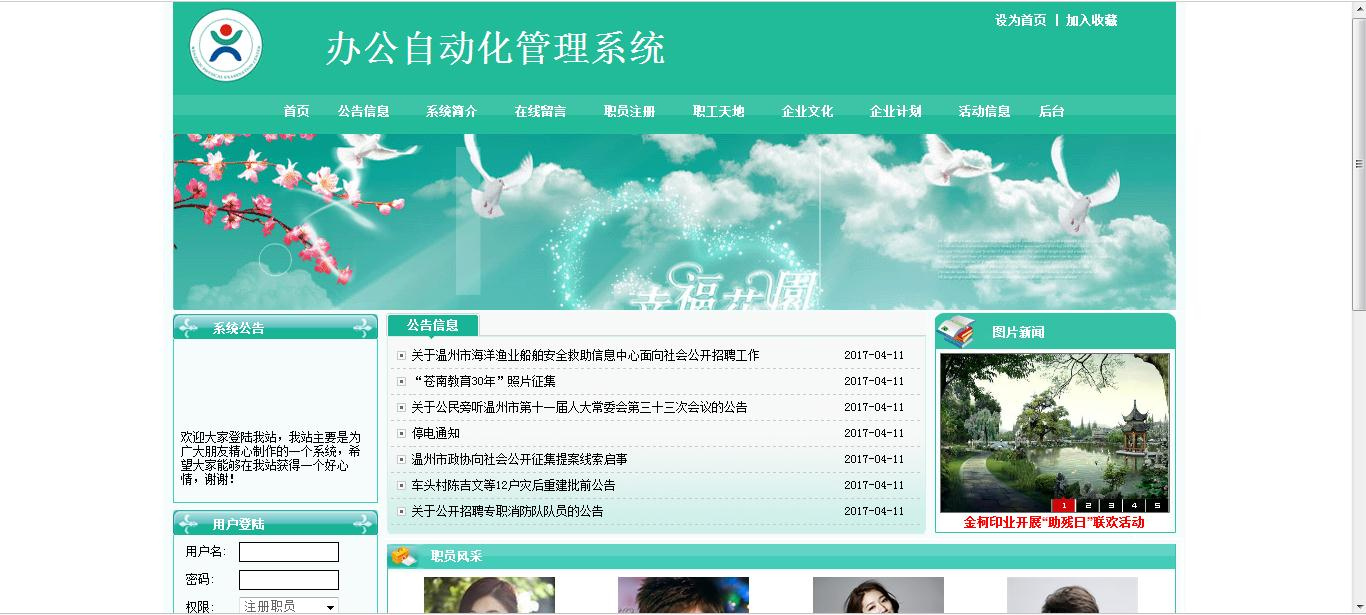 设为首页 | 加入收藏
办公自动化管理系统
首页 公告信息 系统简介 在线留言 职员注册 职工天地 企业文化 企业计划 活动信息 后台
幸福花園
系统公告
欢迎大家登陆我站，我站主要是为
广大朋友精心制作的一个系统，希
望大家能够在我站获得一个好心
情，谢谢！
用户登陆
用户名:
密码:
权限: 注册职员
公告信息
关于温州市海洋渔业船舶安全救助信息中心面向社会公开招聘工作 2017-04-11
“苍南教育30年”照片征集 2017-04-11
关于公民旁听温州市第十一届人大常委会第三十三次会议的公告 2017-04-11
停电通知 2017-04-11
温州市政协向社会公开征集提案线索启事 2017-04-11
车头村陈吉文等12户灾后重建批前公告 2017-04-11
关于公开招聘专职消防队队员的公告 2017-04-11
图片新闻
1 2 3 4 5
金柯印业开展“助残日”联欢活动
职员风采